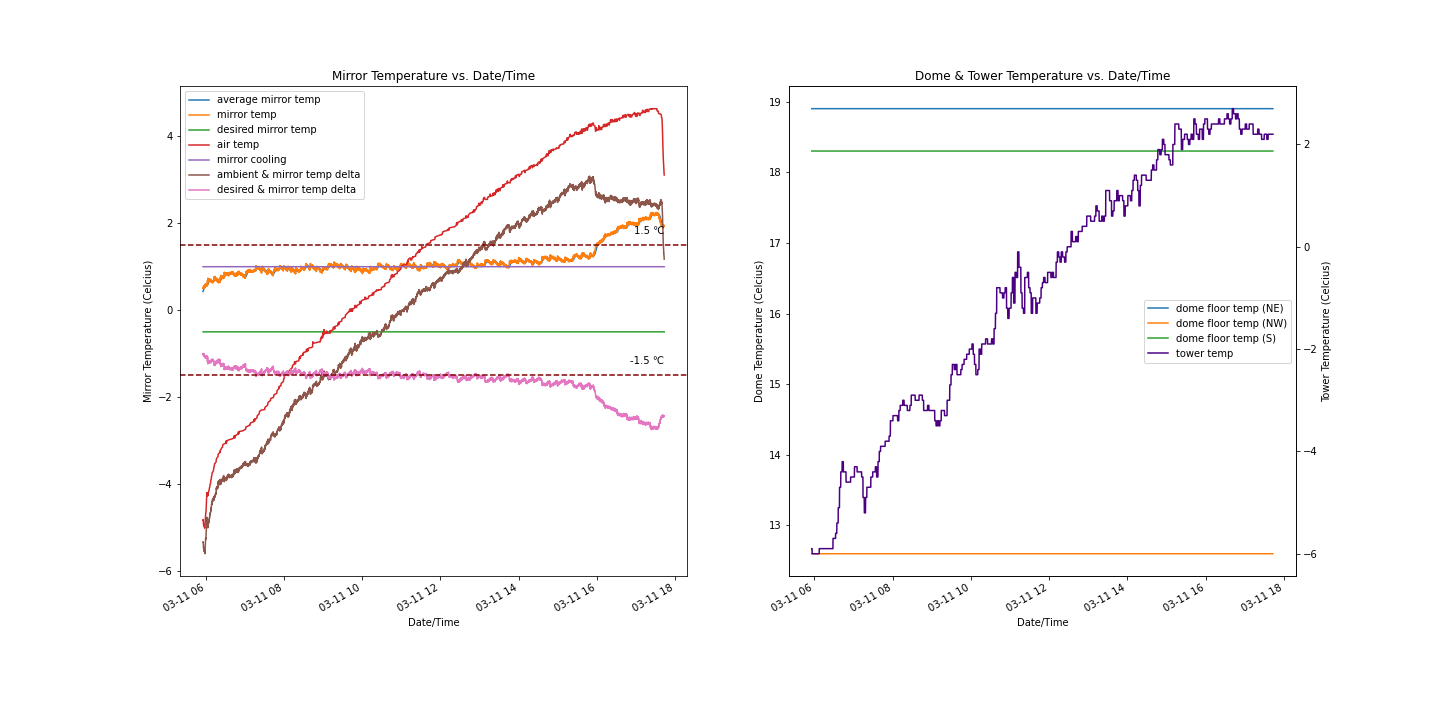 Mirror Temperature vs. Date/Time
average mirror temp
mirror temp
desired mirror temp
air temp
mirror cooling
ambient & mirror temp delta
desired & mirror temp delta
1.5 °C
-1.5 °C
4
2
0
−2
−4
−6
Mirror Temperature (Celcius)
03-11 06
03-11 08
03-11 10
03-11 12
03-11 14
03-11 16
03-11 18
Date/Time
Dome & Tower Temperature vs. Date/Time
19
18
17
16
15
14
13
Dome Temperature (Celcius)
dome floor temp (NE)
dome floor temp (NW)
dome floor temp (S)
tower temp
2
0
−2
−4
−6
Tower Temperature (Celcius)
03-11 06
03-11 08
03-11 10
03-11 12
03-11 14
03-11 16
03-11 18
Date/Time